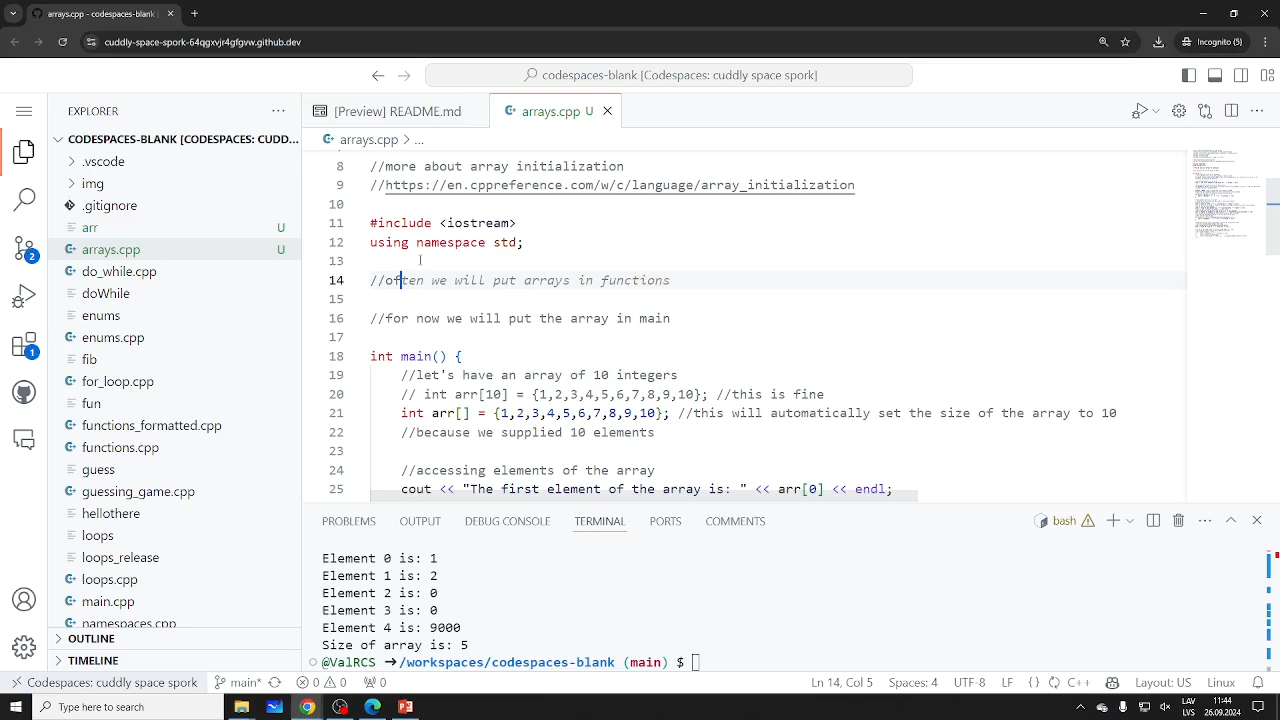 arrays.cpp - codespaces-blank [
cuddly-space-spork-64qgxvjr4gfgvw.github.dev
Incognito (5)
codespaces-blank [Codespaces: cuddly space spork]
EXPLORER
CODESPACES-BLANK [CODESPACES: CUDD...
.vscode
img
.gitignore
arr U
arrays.cpp U
do_while.cpp
doWhile
enums
enums.cpp
fib
for_loop.cpp
fun
functions_formatted.cpp
functions.cpp
guess
guessing_game.cpp
hellothere
loops
loops_release
loops.cpp
main.cpp
namespaces.cpp
OUTLINE
TIMELINE
2
1
[Preview] README.md
arrays.cpp U
arrays.cpp > ...
8 //more about array initialization
9 //https://en.cppreference.com/w/c/language/array_initialization
10
11 #include <iostream>
12 using namespace std;
13
14 //often we will put arrays in functions
15
16 //for now we will put the array in main
17
18 int main() {
19 //let's have an array of 10 integers
20 // int arr[10] = {1,2,3,4,5,6,7,8,9,10}; //this is fine
21 int arr[] = {1,2,3,4,5,6,7,8,9,10}; //this will automatically set the size of the array to 10
22 //because we supplied 10 elements
23
24 //accessing elements of the array
25 cout << "The first element of the array is: " << arr[0] << endl;
PROBLEMS OUTPUT DEBUG CONSOLE TERMINAL PORTS COMMENTS
bash
Element 0 is: 1
Element 1 is: 2
Element 2 is: 0
Element 3 is: 0
Element 4 is: 9000
Size of array is: 5
@ValRCS ➜/workspaces/codespaces-blank (main) $
Codespaces: cuddly space spork main* 0 0 0 Ln 14, Col 5 Spaces: 4 UTF-8 LF {} C++ Layout: US Linux
Type here to search
LAV
11:44
26.09.2024